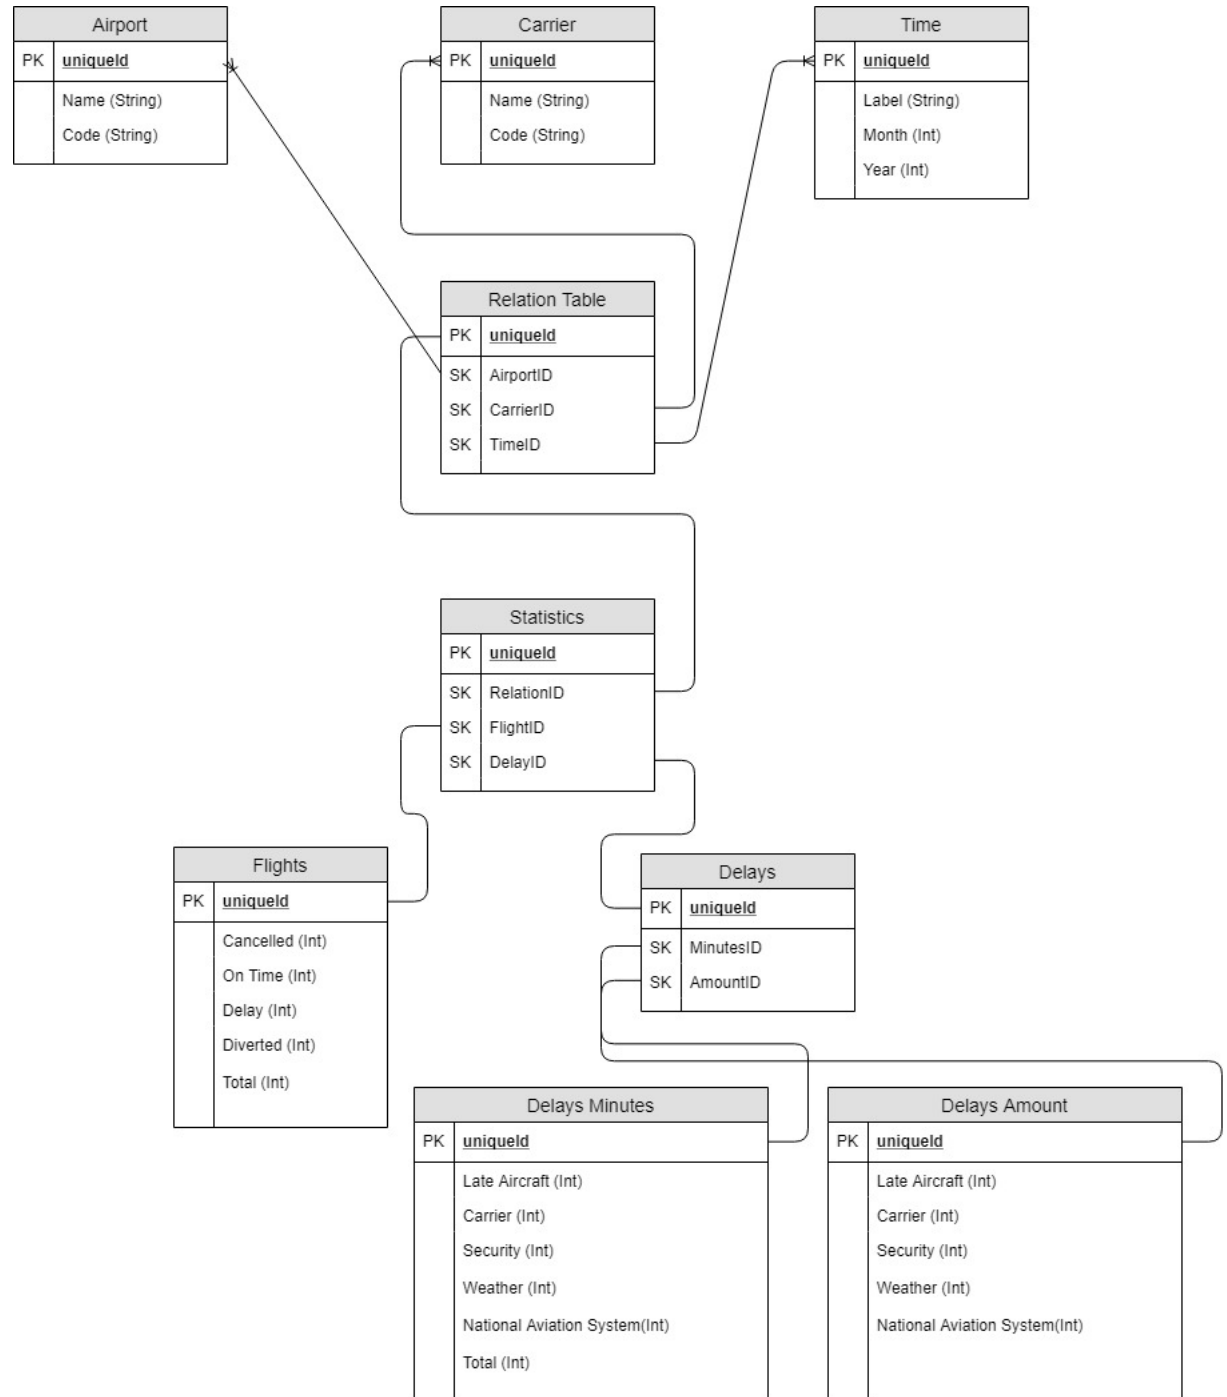 Airport
PK uniqueId
Name (String)
Code (String)
Carrier
PK uniqueId
Name (String)
Code (String)
Time
PK uniqueId
Label (String)
Month (Int)
Year (Int)
Relation Table
PK uniqueId
SK AirportID
SK CarrierID
SK TimeID
Statistics
PK uniqueId
SK RelationID
SK FlightID
SK DelayID
Flights
PK uniqueId
Cancelled (Int)
On Time (Int)
Delay (Int)
Diverted (Int)
Total (Int)
Delays
PK uniqueId
SK MinutesID
SK AmountID
Delays Minutes
PK uniqueId
Late Aircraft (Int)
Carrier (Int)
Security (Int)
Weather (Int)
National Aviation System(Int)
Total (Int)
Delays Amount
PK uniqueId
Late Aircraft (Int)
Carrier (Int)
Security (Int)
Weather (Int)
National Aviation System(Int)